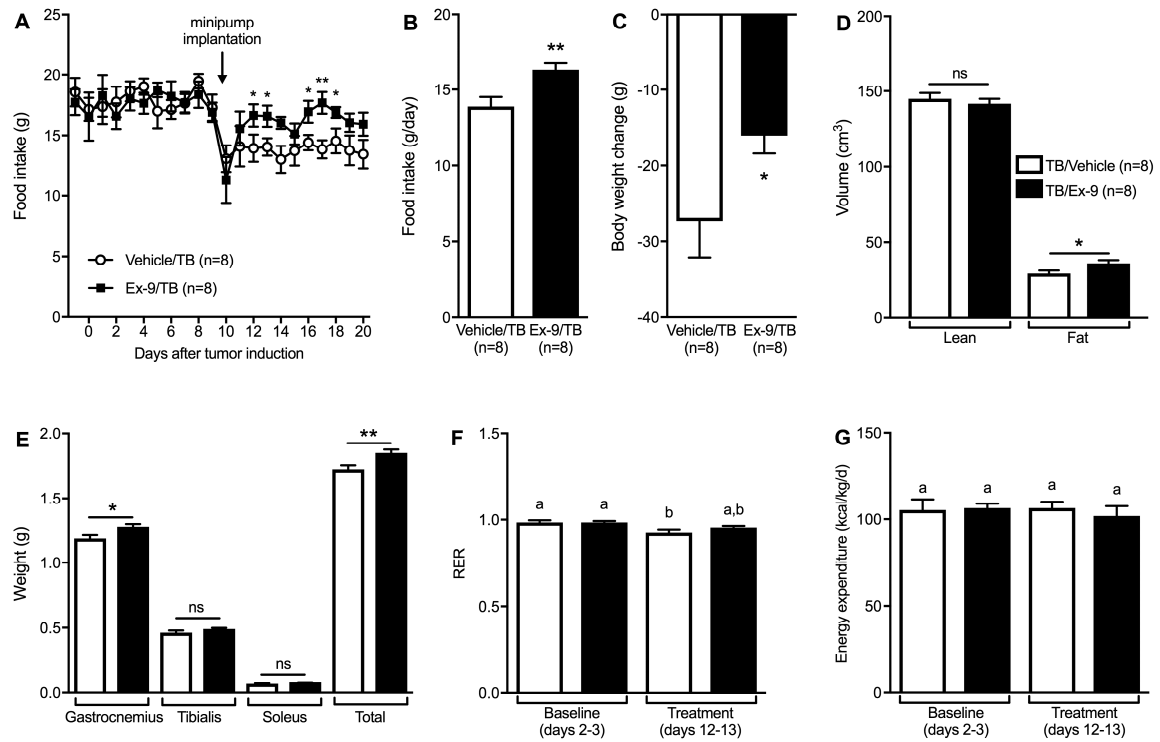 A
25
20
15
10
5
0
Food intake (g)
minipump
implantation
* * * ** *
Vehicle/TB (n=8)
Ex-9/TB (n=8)
0 2 4 6 8 10 12 14 16 18 20
Days after tumor induction
B
20
15
10
5
0
Food intake (g/day)
**
Vehicle/TB Ex-9/TB
(n=8) (n=8)
C
0
-10
-20
-30
-40
Body weight change (g)
*
Vehicle/TB Ex-9/TB
(n=8) (n=8)
D
200
150
100
50
0
Volume (cm³)
ns
*
TB/Vehicle (n=8)
TB/Ex-9 (n=8)
Lean Fat
E
2.0
1.5
1.0
0.5
0.0
Weight (g)
* ns ns **
Gastrocnemius Tibialis Soleus Total
F
1.5
1.0
0.5
0.0
RER
a a b a,b
Baseline Treatment
(days 2-3) (days 12-13)
G
150
100
50
0
Energy expenditure (kcal/kg/d)
a a a a
Baseline Treatment
(days 2-3) (days 12-13)